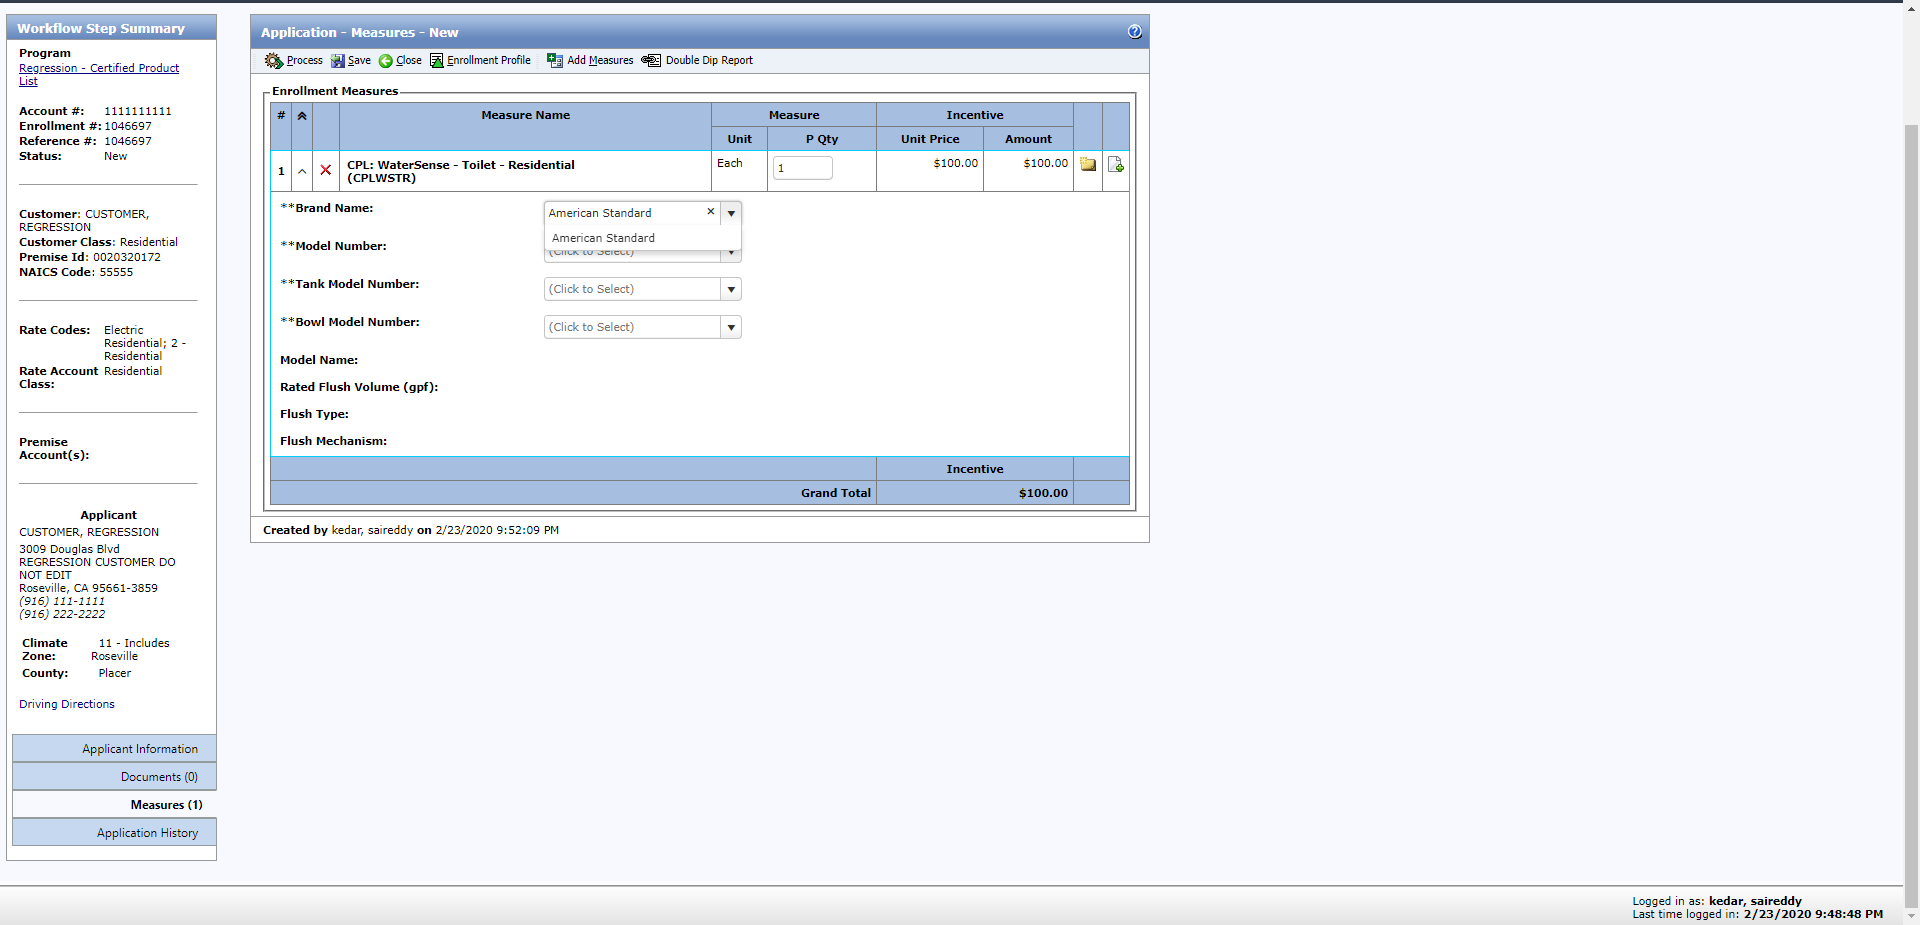 Workflow Step Summary
Program
Regression - Certified Product
List
Account #: 1111111111
Enrollment #: 1046697
Reference #: 1046697
Status: New
Customer: CUSTOMER,
REGRESSION
Customer Class: Residential
Premise Id: 0020320172
NAICS Code: 55555
Rate Codes: Electric
Residential; 2 -
Residential
Rate Account Residential
Class:
Premise
Account(s):
Applicant
CUSTOMER, REGRESSION
3009 Douglas Blvd
REGRESSION CUSTOMER DO
NOT EDIT
Roseville, CA 95661-3859
(916) 111-1111
(916) 222-2222
Climate 11 - Includes
Zone: Roseville
County: Placer
Driving Directions
Applicant Information
Documents (0)
Measures (1)
Application History
Application - Measures - New
Process Save Close Enrollment Profile Add Measures Double Dip Report
Enrollment Measures
# Measure Name Measure Incentive
Unit P Qty Unit Price Amount
1 CPL: WaterSense - Toilet - Residential Each 1 $100.00 $100.00
(CPLWSTR)
**Brand Name: American Standard
American Standard
**Model Number: (Click to Select)
**Tank Model Number: (Click to Select)
**Bowl Model Number: (Click to Select)
Model Name:
Rated Flush Volume (gpf):
Flush Type:
Flush Mechanism:
Incentive
Grand Total $100.00
Created by kedar, saireddy on 2/23/2020 9:52:09 PM
Logged in as: kedar, saireddy
Last time logged in: 2/23/2020 9:48:48 PM